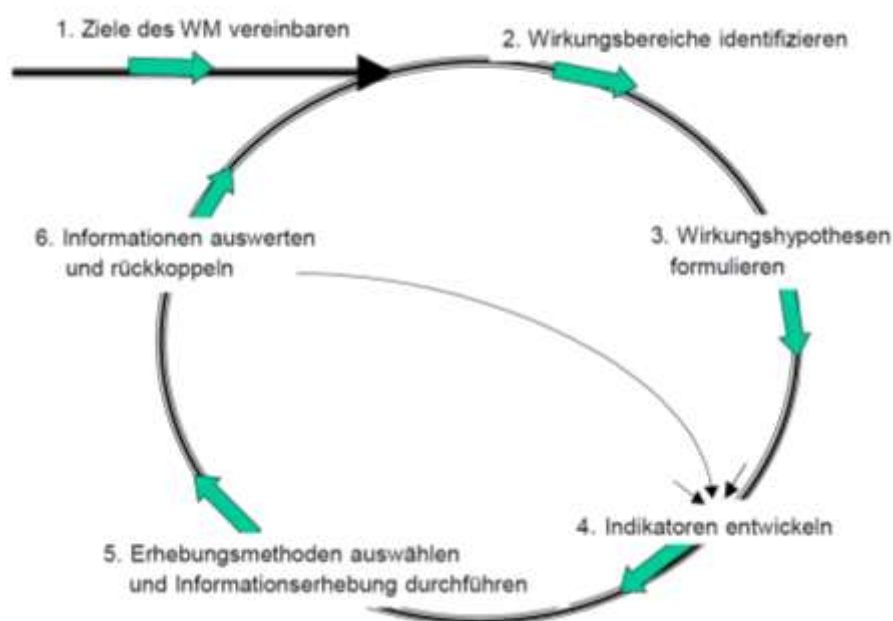 1. Ziele des WM vereinbaren
2. Wirkungsbereiche identifizieren
3. Wirkungshypothesen
formulieren
4. Indikatoren entwickeln
5. Erhebungsmethoden auswählen
und Informationserhebung durchführen
6. Informationen auswerten
und rückkoppeln